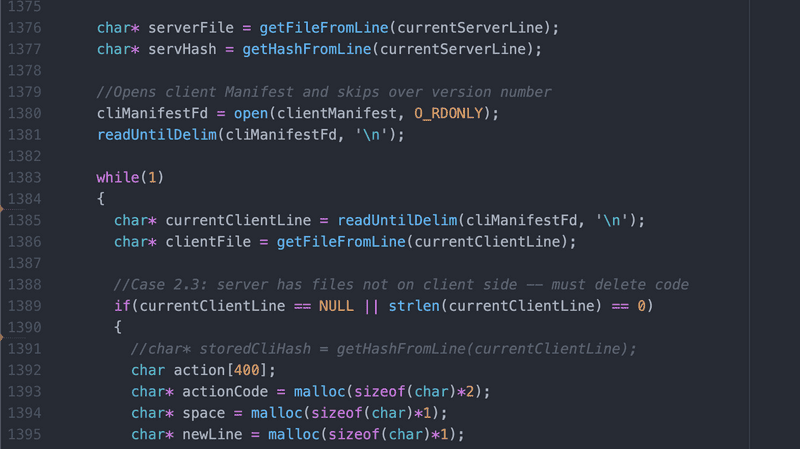 1375
1376 char* serverFile = getFileFromLine(currentServerLine);
1377 char* servHash = getHashFromLine(currentServerLine);
1378
1379 //Opens client Manifest and skips over version number
1380 cliManifestFd = open(clientManifest, O_RDONLY);
1381 readUntilDelim(cliManifestFd, '\n');
1382
1383 while(1)
1384 {
1385 char* currentClientLine = readUntilDelim(cliManifestFd, '\n');
1386 char* clientFile = getFileFromLine(currentClientLine);
1387
1388 //Case 2.3: server has files not on client side -- must delete code
1389 if(currentClientLine == NULL || strlen(currentClientLine) == 0)
1390 {
1391 //char* storedCliHash = getHashFromLine(currentClientLine);
1392 char action[400];
1393 char* actionCode = malloc(sizeof(char)*2);
1394 char* space = malloc(sizeof(char)*1);
1395 char* newLine = malloc(sizeof(char)*1);